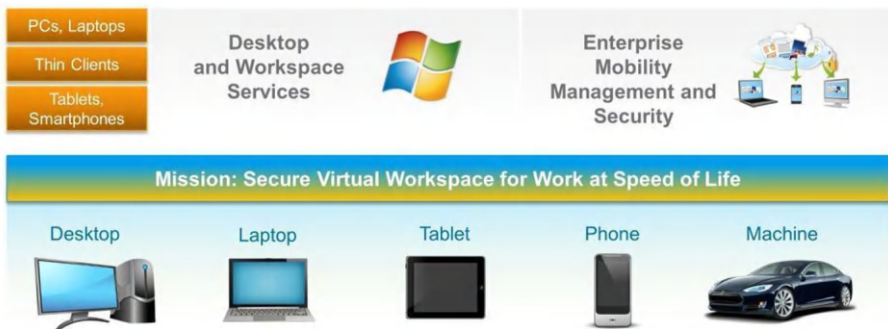 PCs, Laptops
Thin Clients
Tablets,
Smartphones
Desktop
and Workspace
Services
Enterprise
Mobility
Management and
Security
Mission: Secure Virtual Workspace for Work at Speed of Life
Desktop
Laptop
Tablet
Phone
Machine